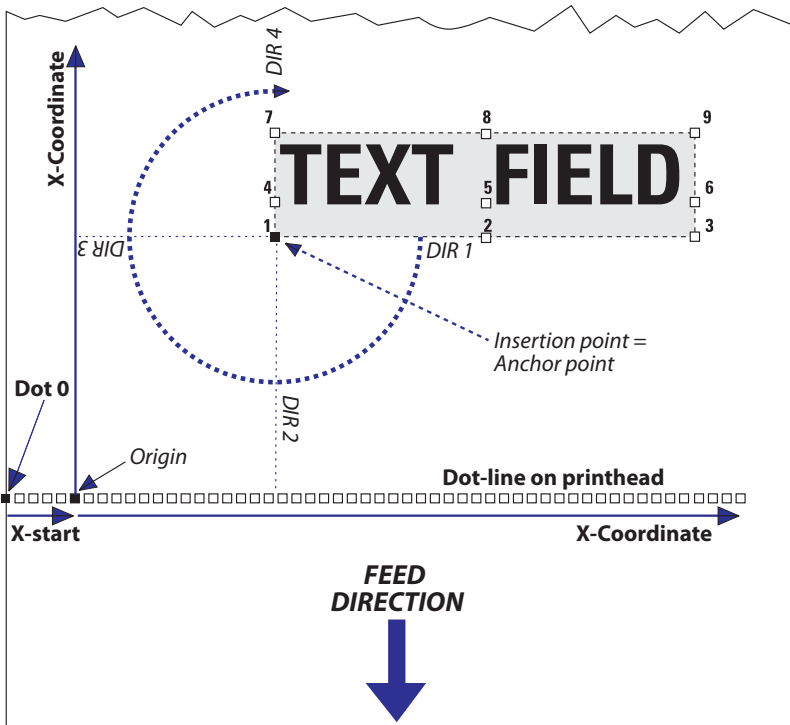 DIR 4
X-Coordinate
7
8
9
TEXT FIELD
4
5
6
1
2
3
DIR 3
DIR 1
Insertion point =
Anchor point
Dot 0
DIR 2
Origin
Dot-line on printhead
X-start
X-Coordinate
FEED
DIRECTION